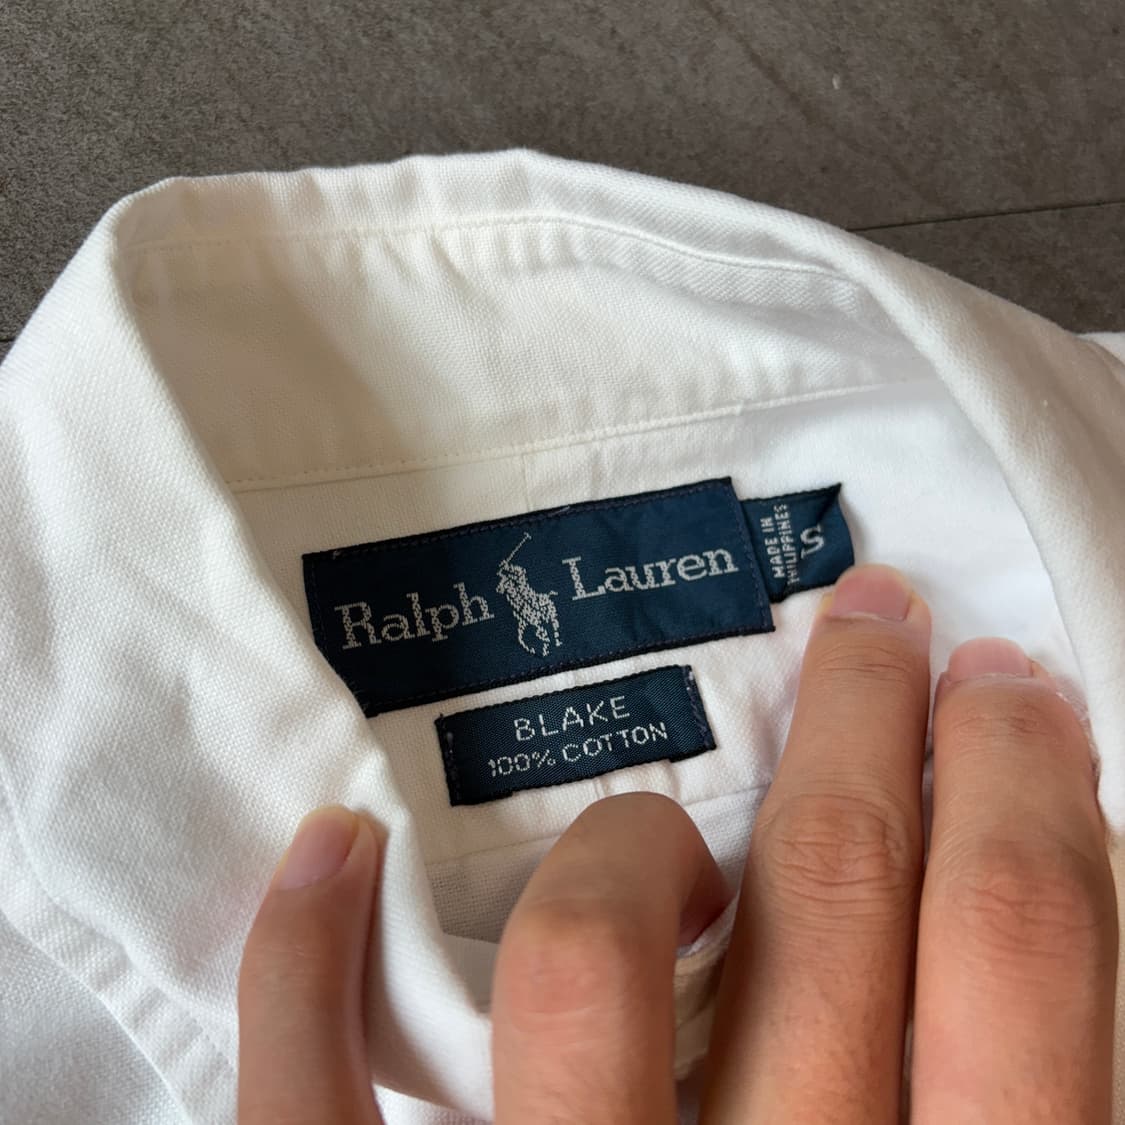 Ralph Lauren
MADE IN
PHILIPPINES
S
BLAKE
100% COTTON